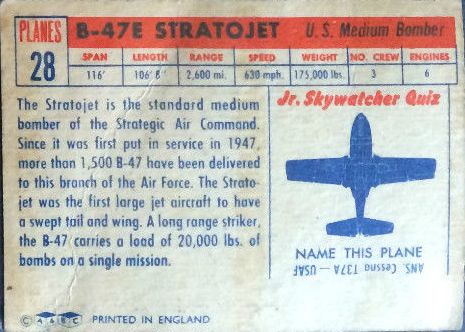 PLANES
28
B-47E STRATOJET U.S. Medium Bomber
SPAN LENGTH RANGE SPEED WEIGHT NO. CREW ENGINES
116' 106' 8" 2,600 mi. 630 mph. 175,000 lbs. 3 6
The Stratojet is the standard medium
bomber of the Strategic Air Command.
Since it was first put in service in 1947,
more than 1,500 B-47 have been delivered
to this branch of the Air Force. The Strato-
jet was the first large jet aircraft to have
a swept tail and wing. A long range striker,
the B-47 carries a load of 20,000 lbs. of
bombs on a single mission.
Jr. Skywatcher Quiz
NAME THIS PLANE
ANS. Cessna T37A—USAF
© A&BC PRINTED IN ENGLAND